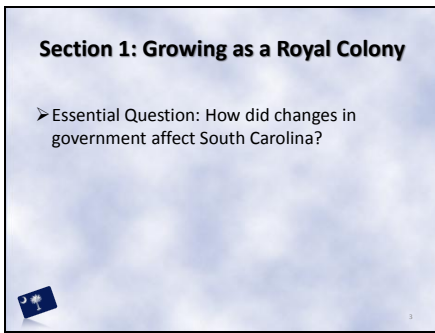 Section 1: Growing as a Royal Colony
➢Essential Question: How did changes in
government affect South Carolina?
3